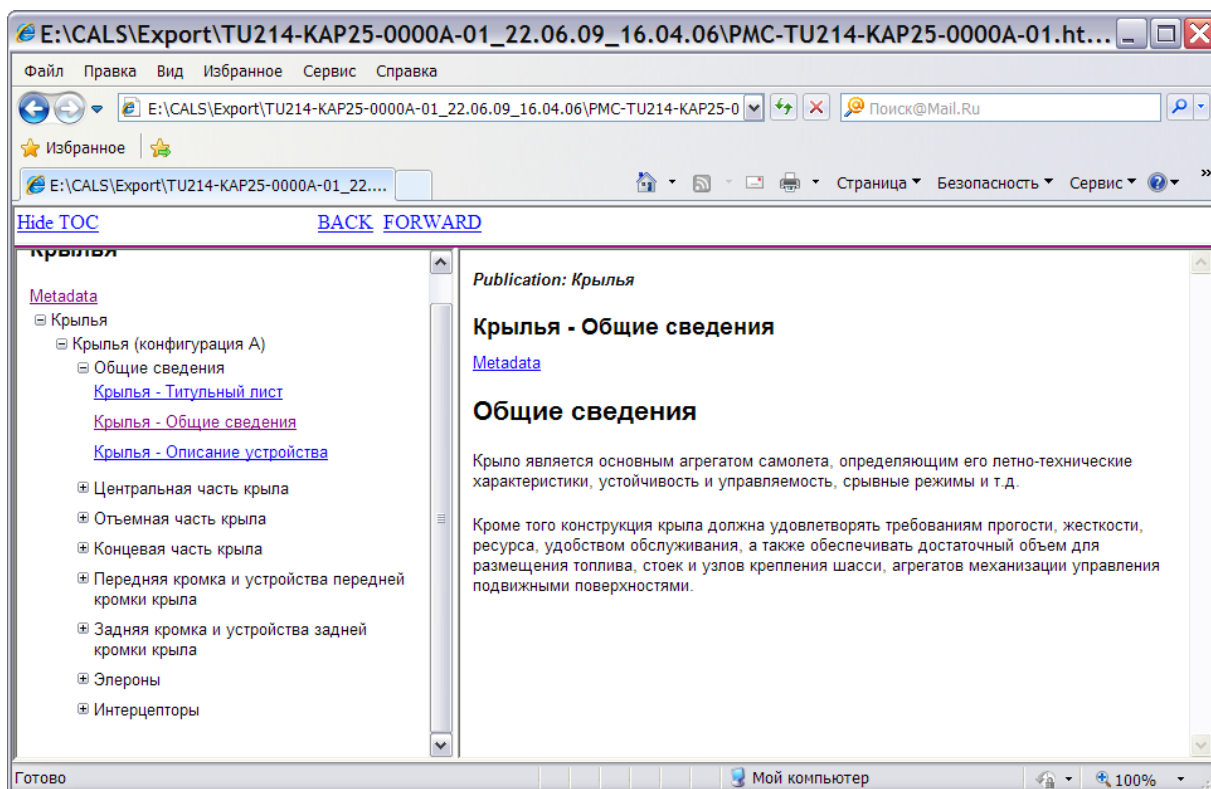 E:\CALS\Export\TU214-KAP25-0000A-01_22.06.09_16.04.06\PMC-TU214-KAP25-0000A-01.ht...
Файл Правка Вид Избранное Сервис Справка
E:\CALS\Export\TU214-KAP25-0000A-01_22.06.09_16.04.06\PMC-TU214-KAP25-0 Поиск@Mail.Ru
Избранное
E:\CALS\Export\TU214-KAP25-0000A-01_22.... Страница Безопасность Сервис »
Hide TOC BACK FORWARD
Крылья
Metadata
Крылья
Крылья (конфигурация А)
Общие сведения
Крылья - Титульный лист
Крылья - Общие сведения
Крылья - Описание устройства
Центральная часть крыла
Отъемная часть крыла
Концевая часть крыла
Передняя кромка и устройства передней
кромки крыла
Задняя кромка и устройства задней
кромки крыла
Элероны
Интерцепторы
Publication: Крылья
Крылья - Общие сведения
Metadata
Общие сведения
Крыло является основным агрегатом самолета, определяющим его летно-технические
характеристики, устойчивость и управляемость, срывные режимы и т.д.
Кроме того конструкция крыла должна удовлетворять требованиям прогости, жесткости,
ресурса, удобством обслуживания, а также обеспечивать достаточный объем для
размещения топлива, стоек и узлов крепления шасси, агрегатов механизации управления
подвижными поверхностями.
Готово Мой компьютер 100%